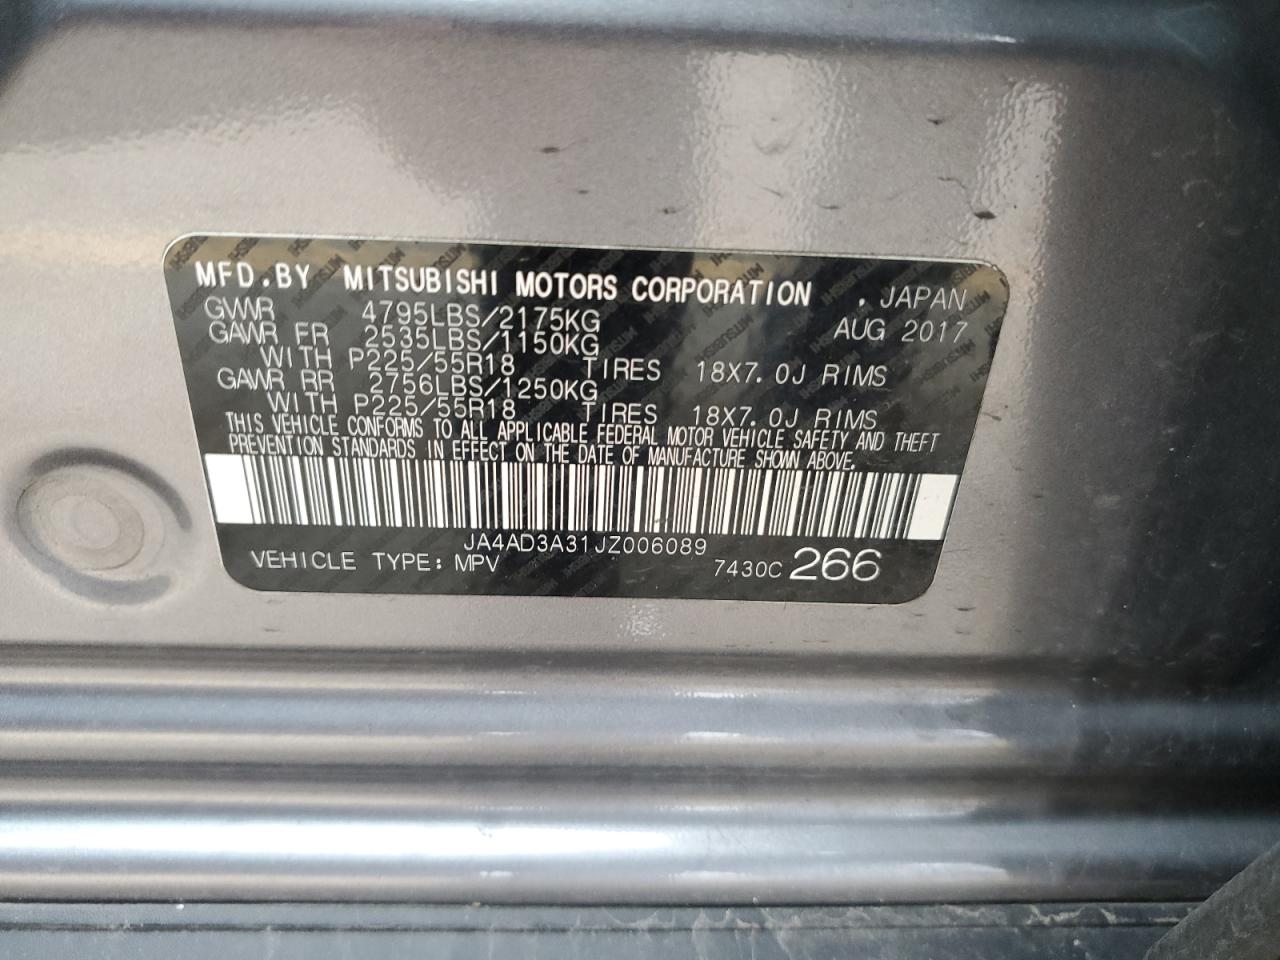 MFD.BY MITSUBISHI MOTORS CORPORATION . JAPAN
GVWR 4795LBS/2175KG AUG 2017
GAWR FR 2535LBS/1150KG
WITH P225/55R18 TIRES 18X7.0J RIMS
GAWR RR 2756LBS/1250KG
WITH P225/55R18 TIRES 18X7.0J RIMS
THIS VEHICLE CONFORMS TO ALL APPLICABLE FEDERAL MOTOR VEHICLE SAFETY AND THEFT
PREVENTION STANDARDS IN EFFECT ON THE DATE OF MANUFACTURE SHOWN ABOVE.
JA4AD3A31JZ006089
VEHICLE TYPE: MPV 7430C 266